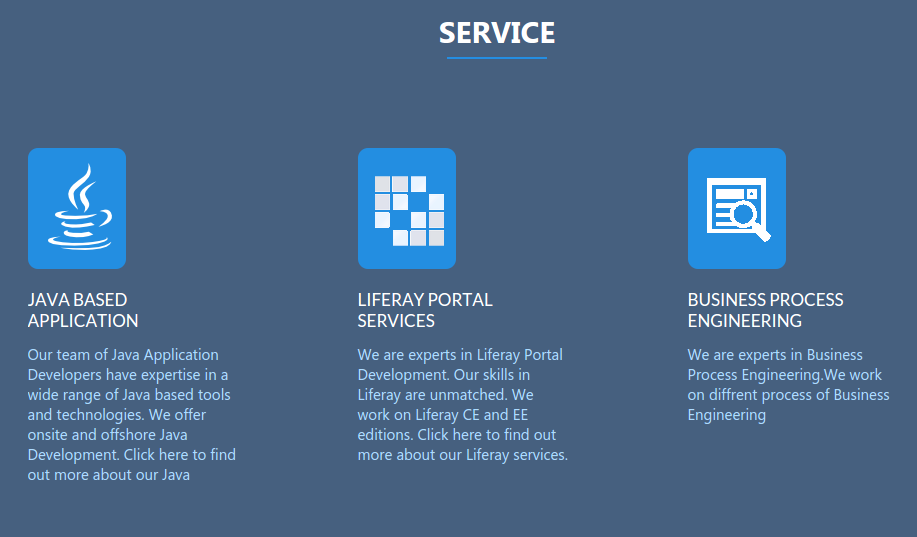 SERVICE
JAVA BASED
APPLICATION
Our team of Java Application
Developers have expertise in a
wide range of Java based tools
and technologies. We offer
onsite and offshore Java
Development. Click here to find
out more about our Java
LIFERAY PORTAL
SERVICES
We are experts in Liferay Portal
Development. Our skills in
Liferay are unmatched. We
work on Liferay CE and EE
editions. Click here to find out
more about our Liferay services.
BUSINESS PROCESS
ENGINEERING
We are experts in Business
Process Engineering.We work
on diffrent process of Business
Engineering